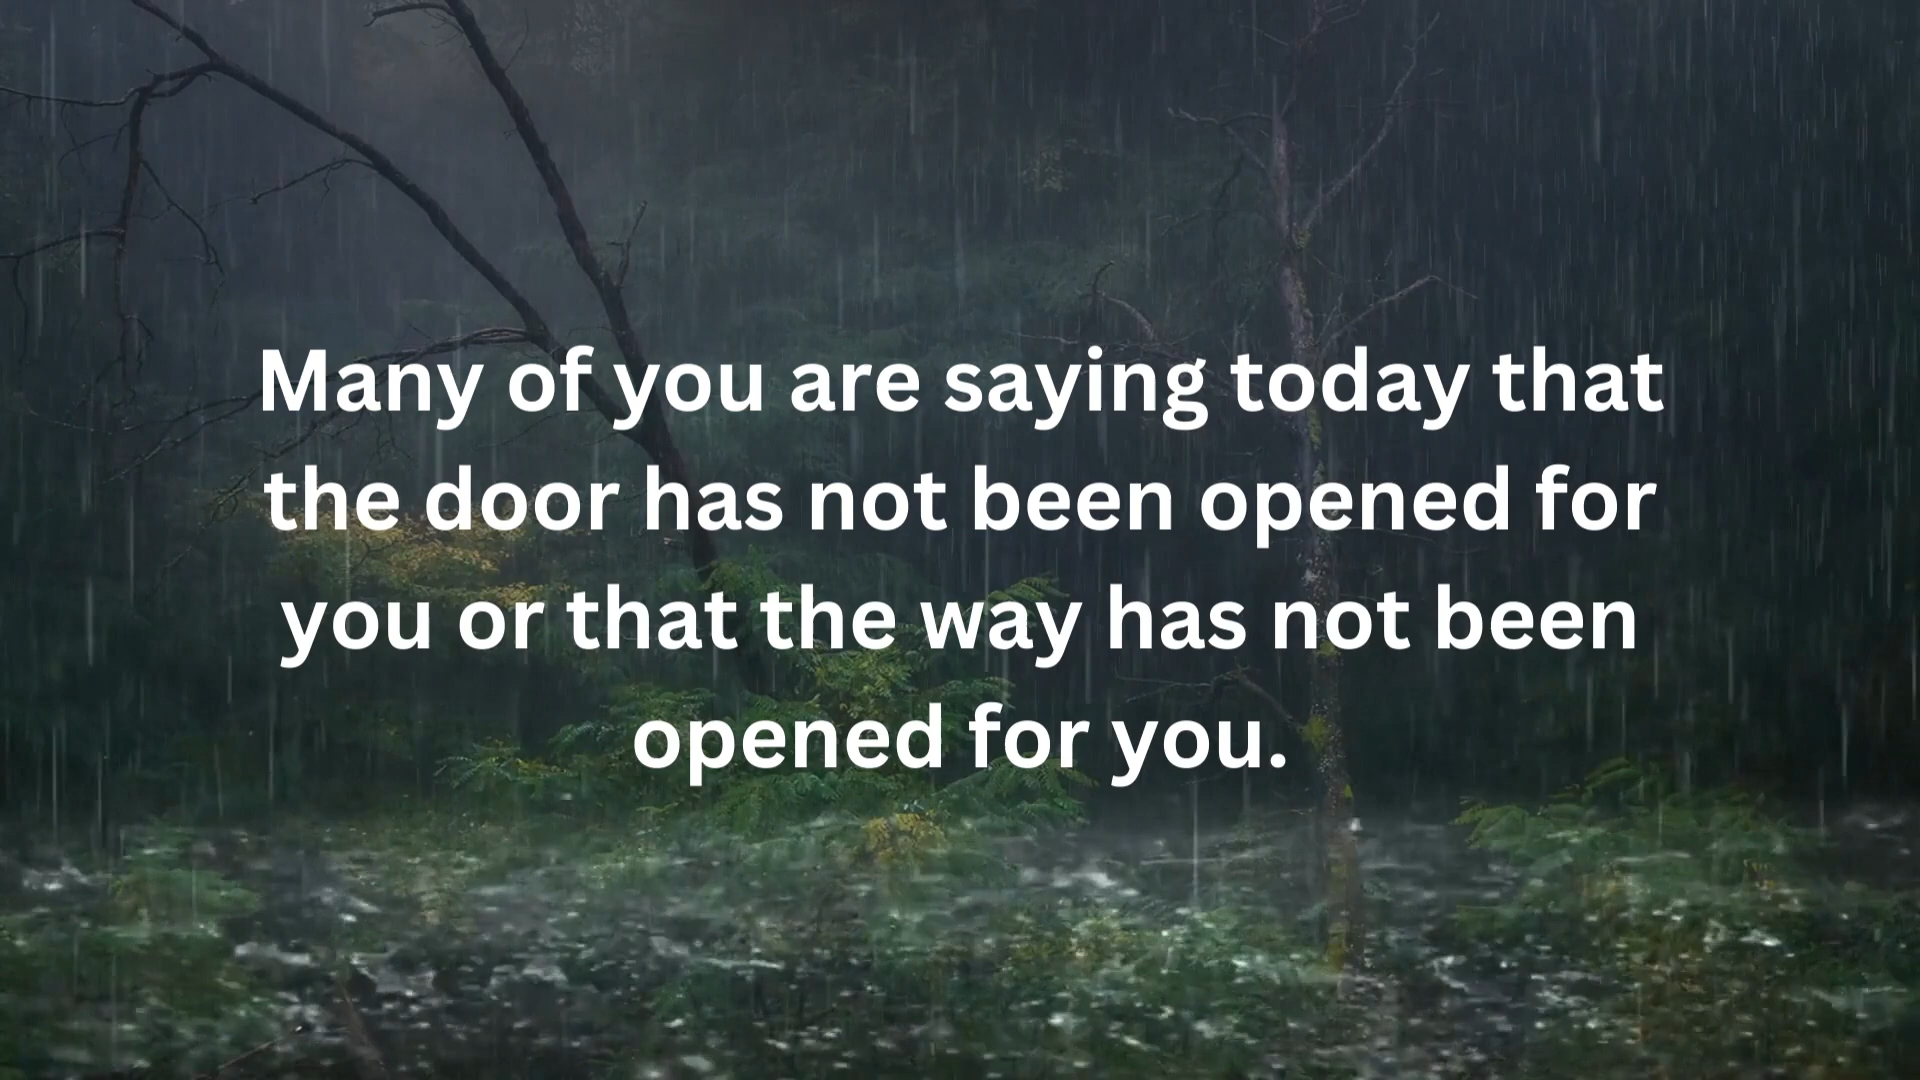 Many of you are saying today that
the door has not been opened for
you or that the way has not been
opened for you.